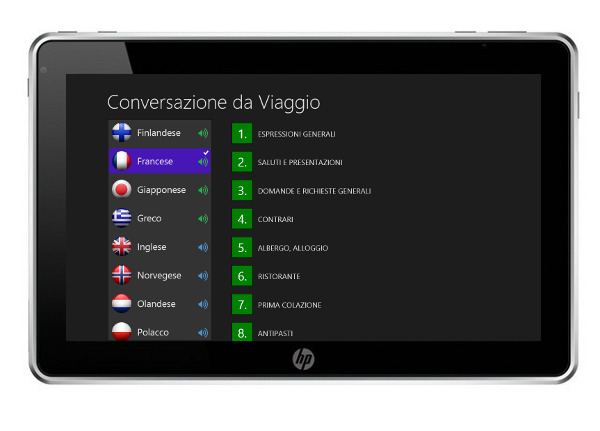 Conversazione da Viaggio
Finlandese
Francese
Giapponese
Greco
Inglese
Norvegese
Olandese
Polacco
1. ESPRESSIONI GENERALI
2. SALUTI E PRESENTAZIONI
3. DOMANDE E RICHIESTE GENERALI
4. CONTRARI
5. ALBERGO, ALLOGGIO
6. RISTORANTE
7. PRIMA COLAZIONE
8. ANTIPASTI
hp